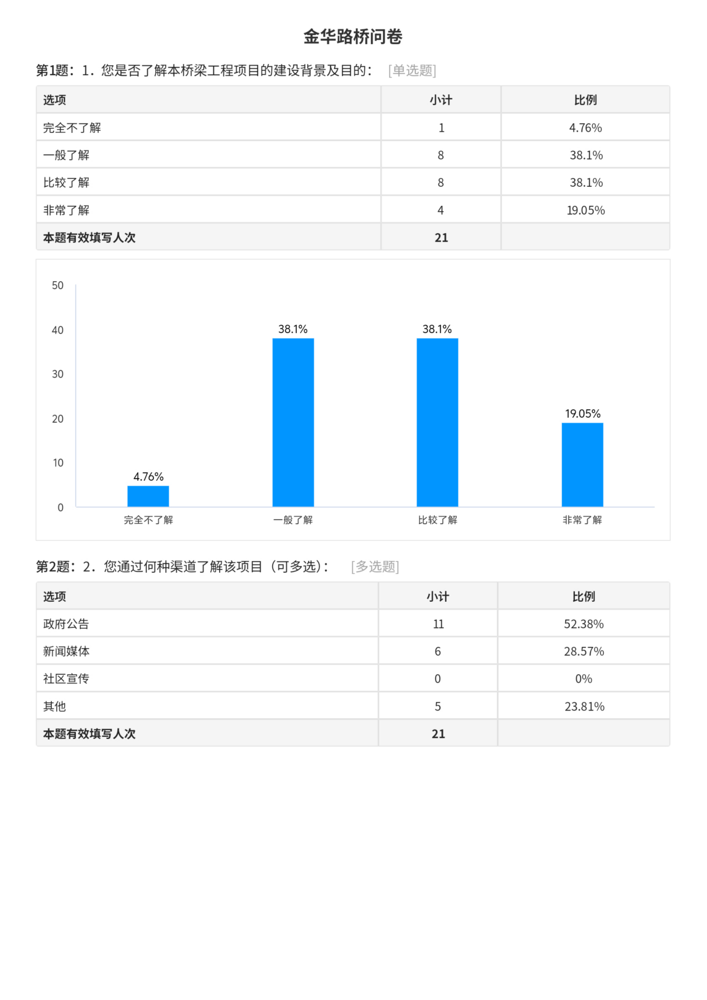 金华路桥问卷
第1题：1．您是否了解本桥梁工程项目的建设背景及目的： [单选题]
选项 小计 比例
完全不了解 1 4.76%
一般了解 8 38.1%
比较了解 8 38.1%
非常了解 4 19.05%
本题有效填写人次 21
50
40
30
20
10
0
4.76%
38.1%
38.1%
19.05%
完全不了解 一般了解 比较了解 非常了解
第2题：2．您通过何种渠道了解该项目（可多选）： [多选题]
选项 小计 比例
政府公告 11 52.38%
新闻媒体 6 28.57%
社区宣传 0 0%
其他 5 23.81%
本题有效填写人次 21